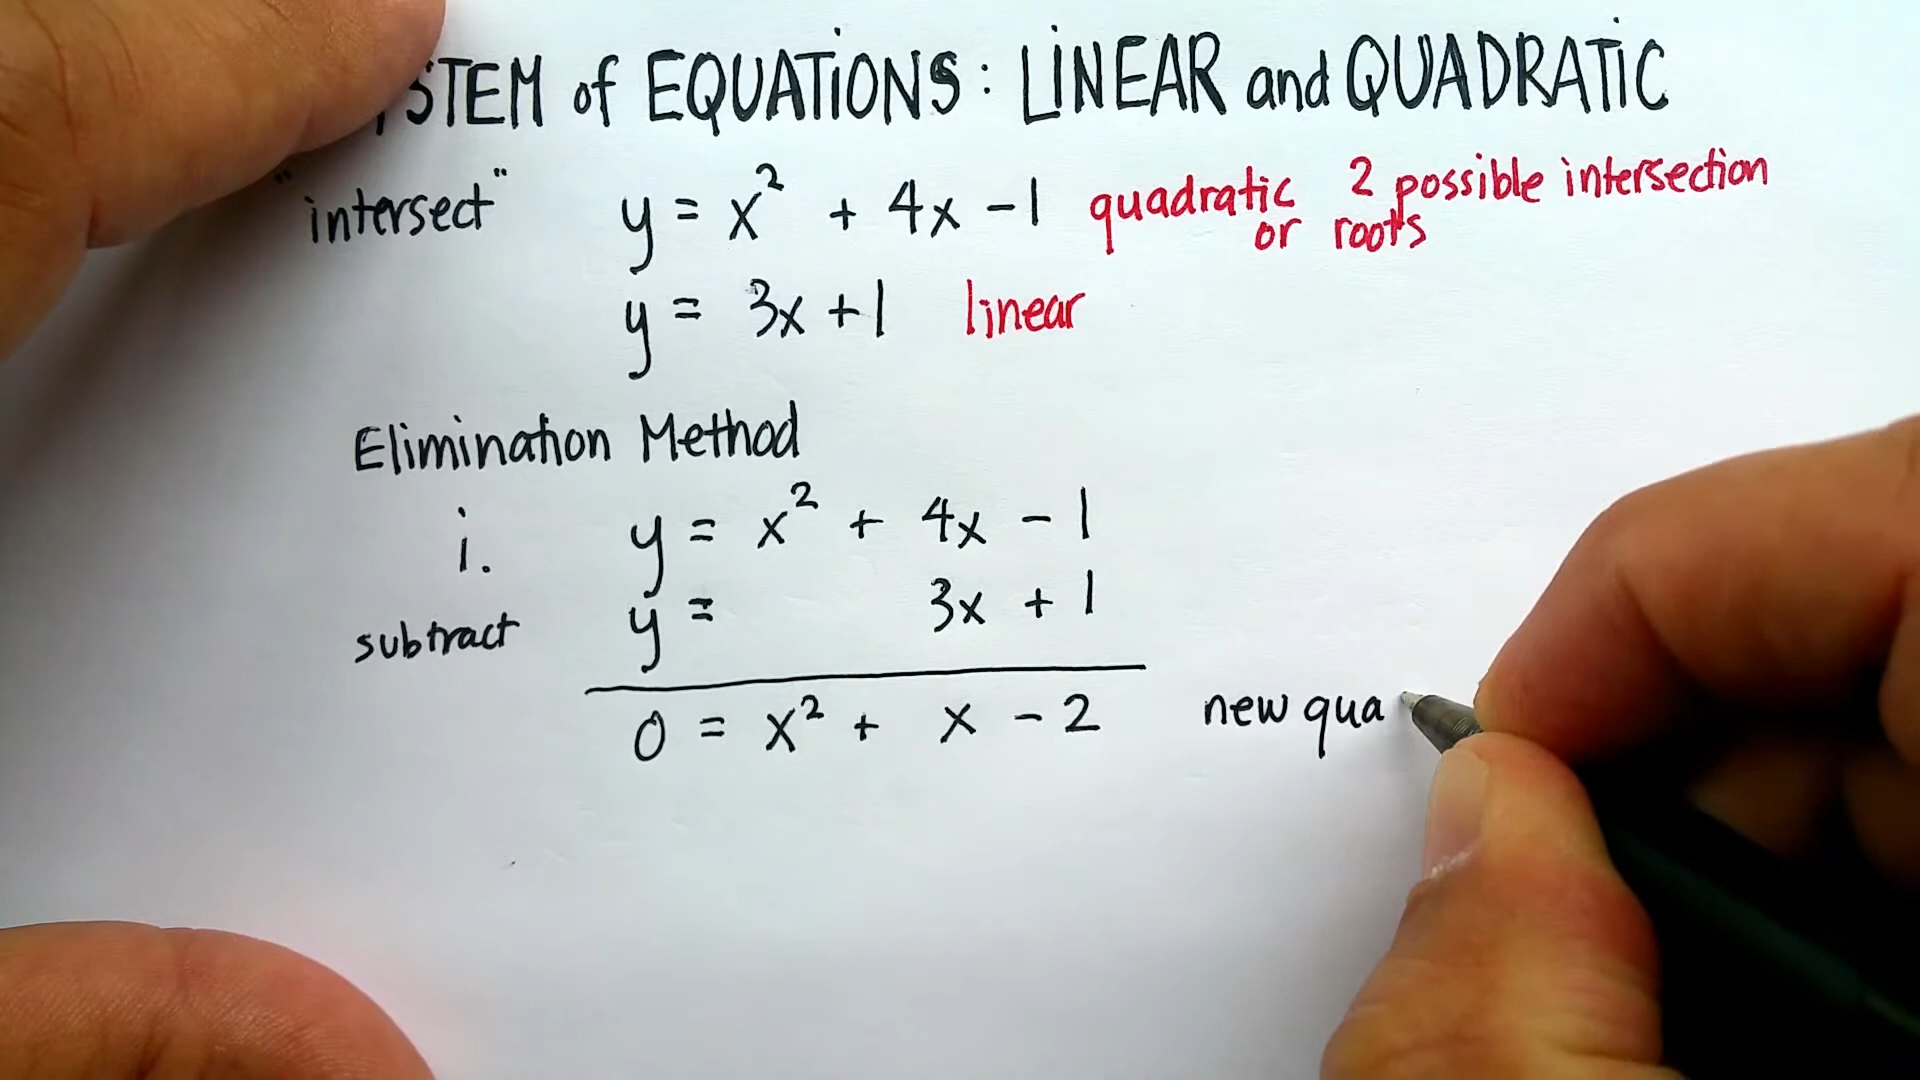 STEM of EQUATIONS: LINEAR and QUADRATIC
"intersect" y = x² + 4x - 1 quadratic 2 possible intersection
or roots
y = 3x + 1 linear
Elimination Method
i. y = x² + 4x - 1
subtract y = 3x + 1
0 = x² + x - 2 new qua